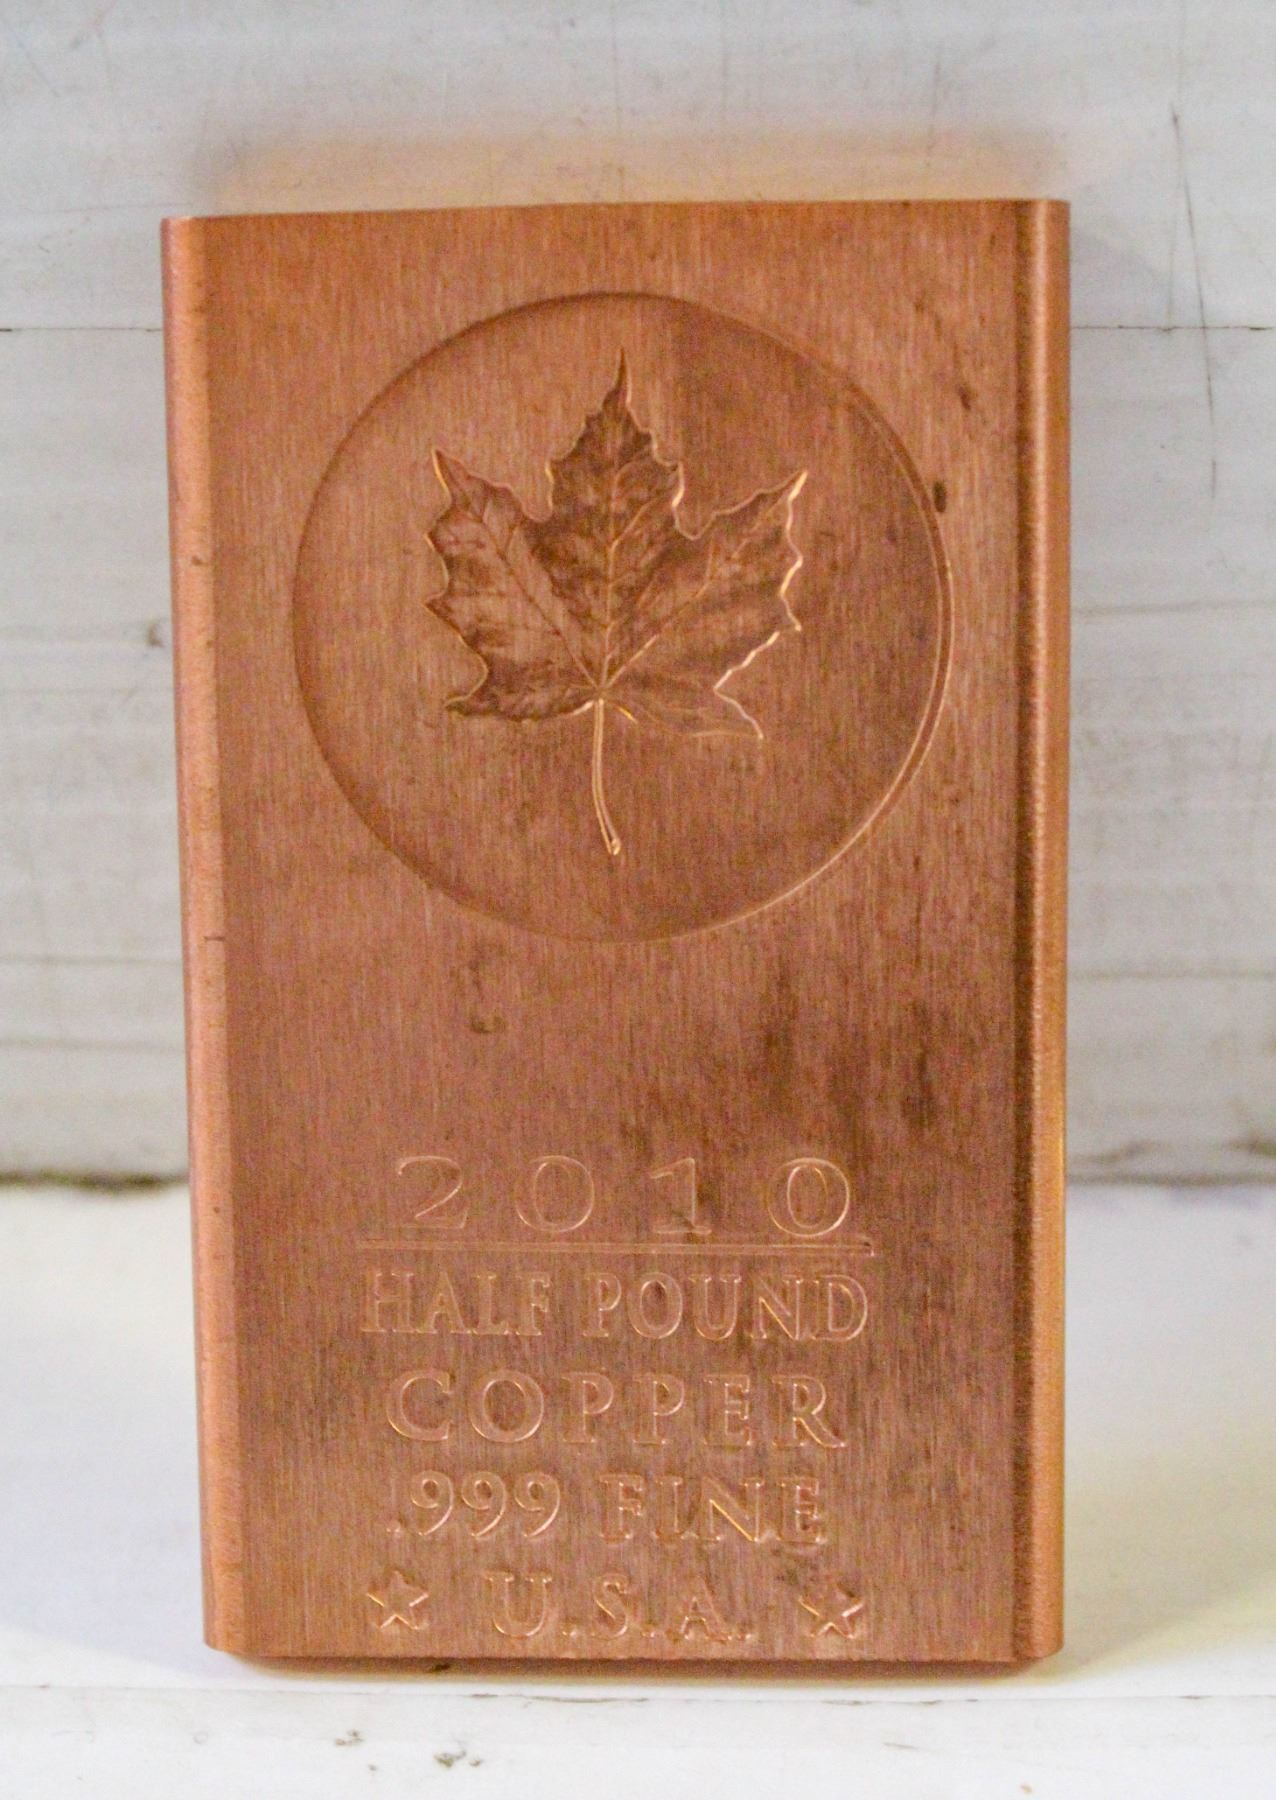 2010
HALF POUND
COPPER
.999 FINE
★ U.S.A. ★